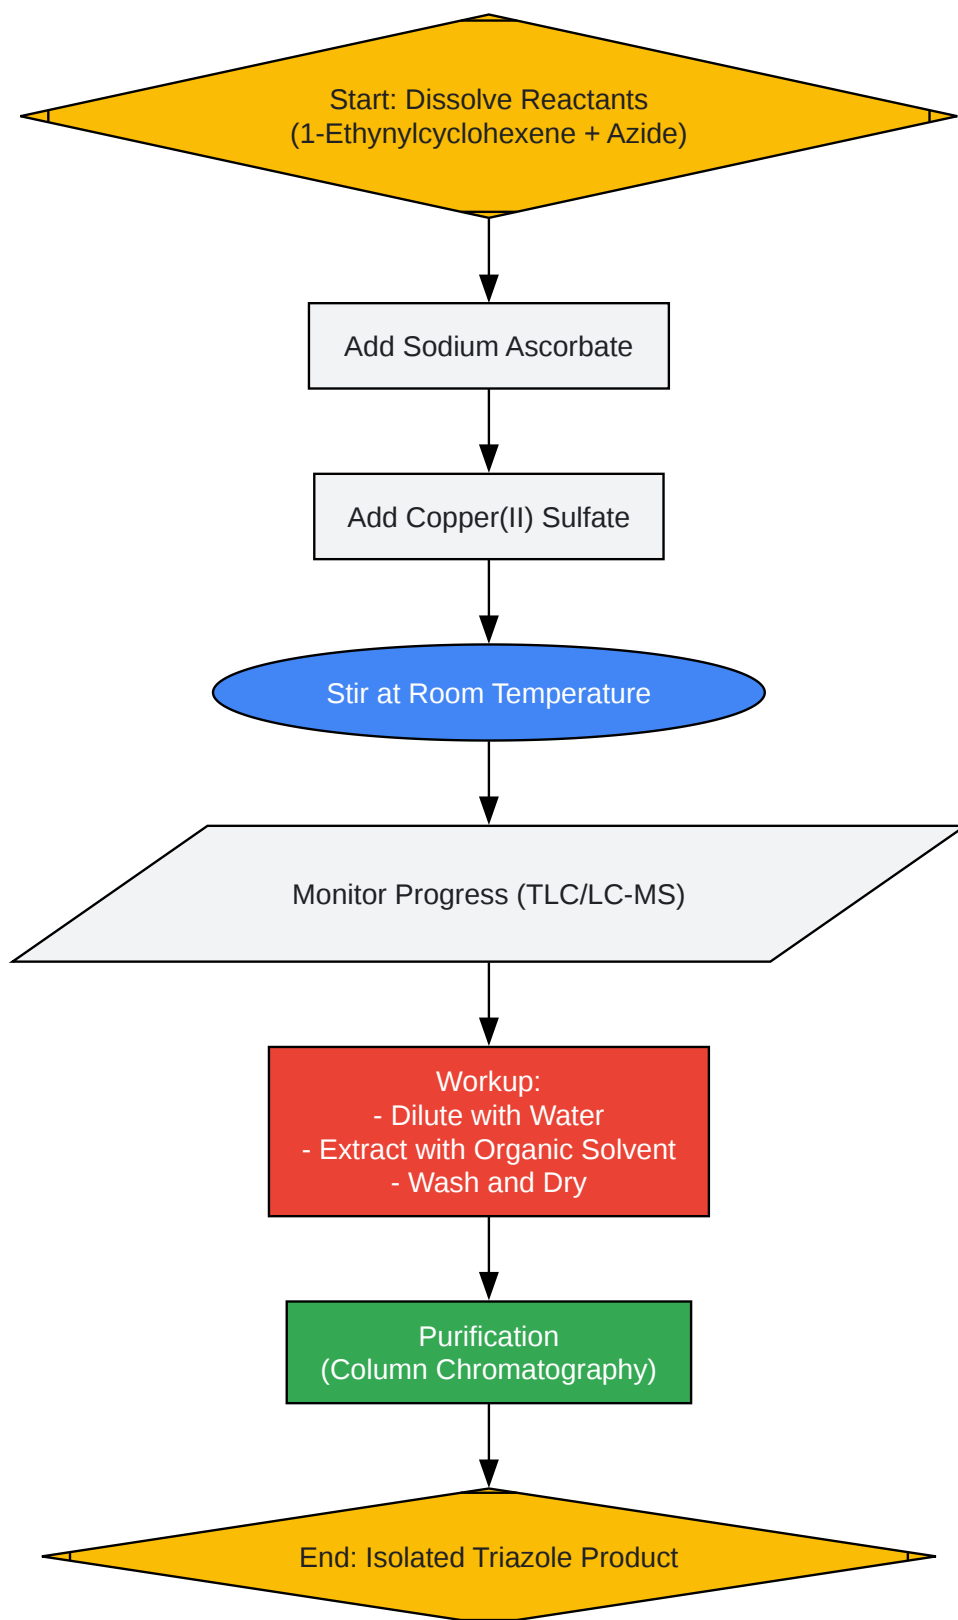 Start: Dissolve Reactants
(1-Ethynylcyclohexene + Azide)
Add Sodium Ascorbate
Add Copper(II) Sulfate
Stir at Room Temperature
Monitor Progress (TLC/LC-MS)
Workup:
- Dilute with Water
- Extract with Organic Solvent
- Wash and Dry
Purification
(Column Chromatography)
End: Isolated Triazole Product